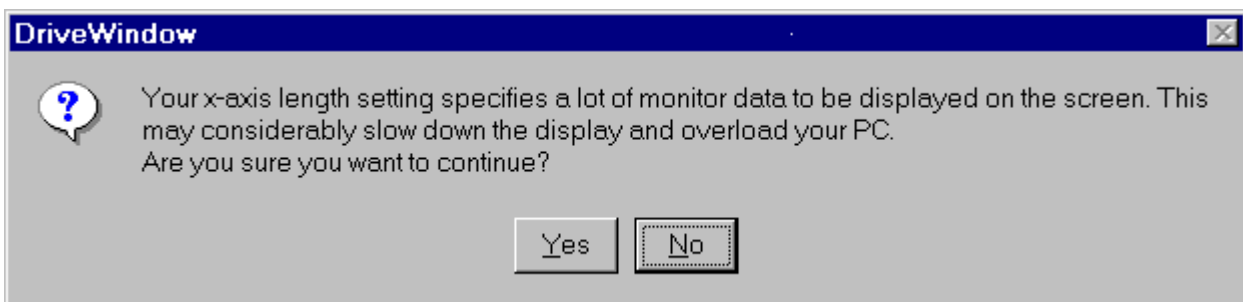 DriveWindow
Your x-axis length setting specifies a lot of monitor data to be displayed on the screen. This
may considerably slow down the display and overload your PC.
Are you sure you want to continue?
Yes No